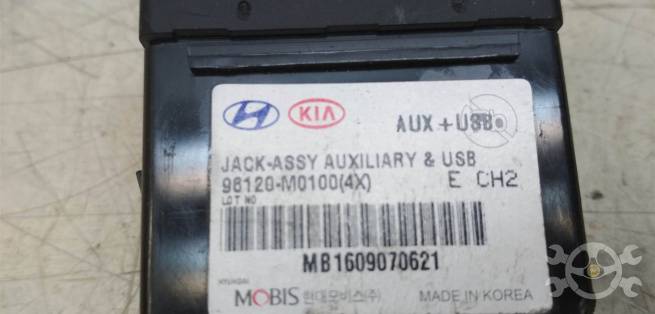 KIA
AUX + USB
JACK-ASSY AUXILIARY & USB
96120-M0100(4X) E CH2
LOT NO
MB1609070621
HYUNDAI
MOBIS 현대모비스(주) MADE IN KOREA